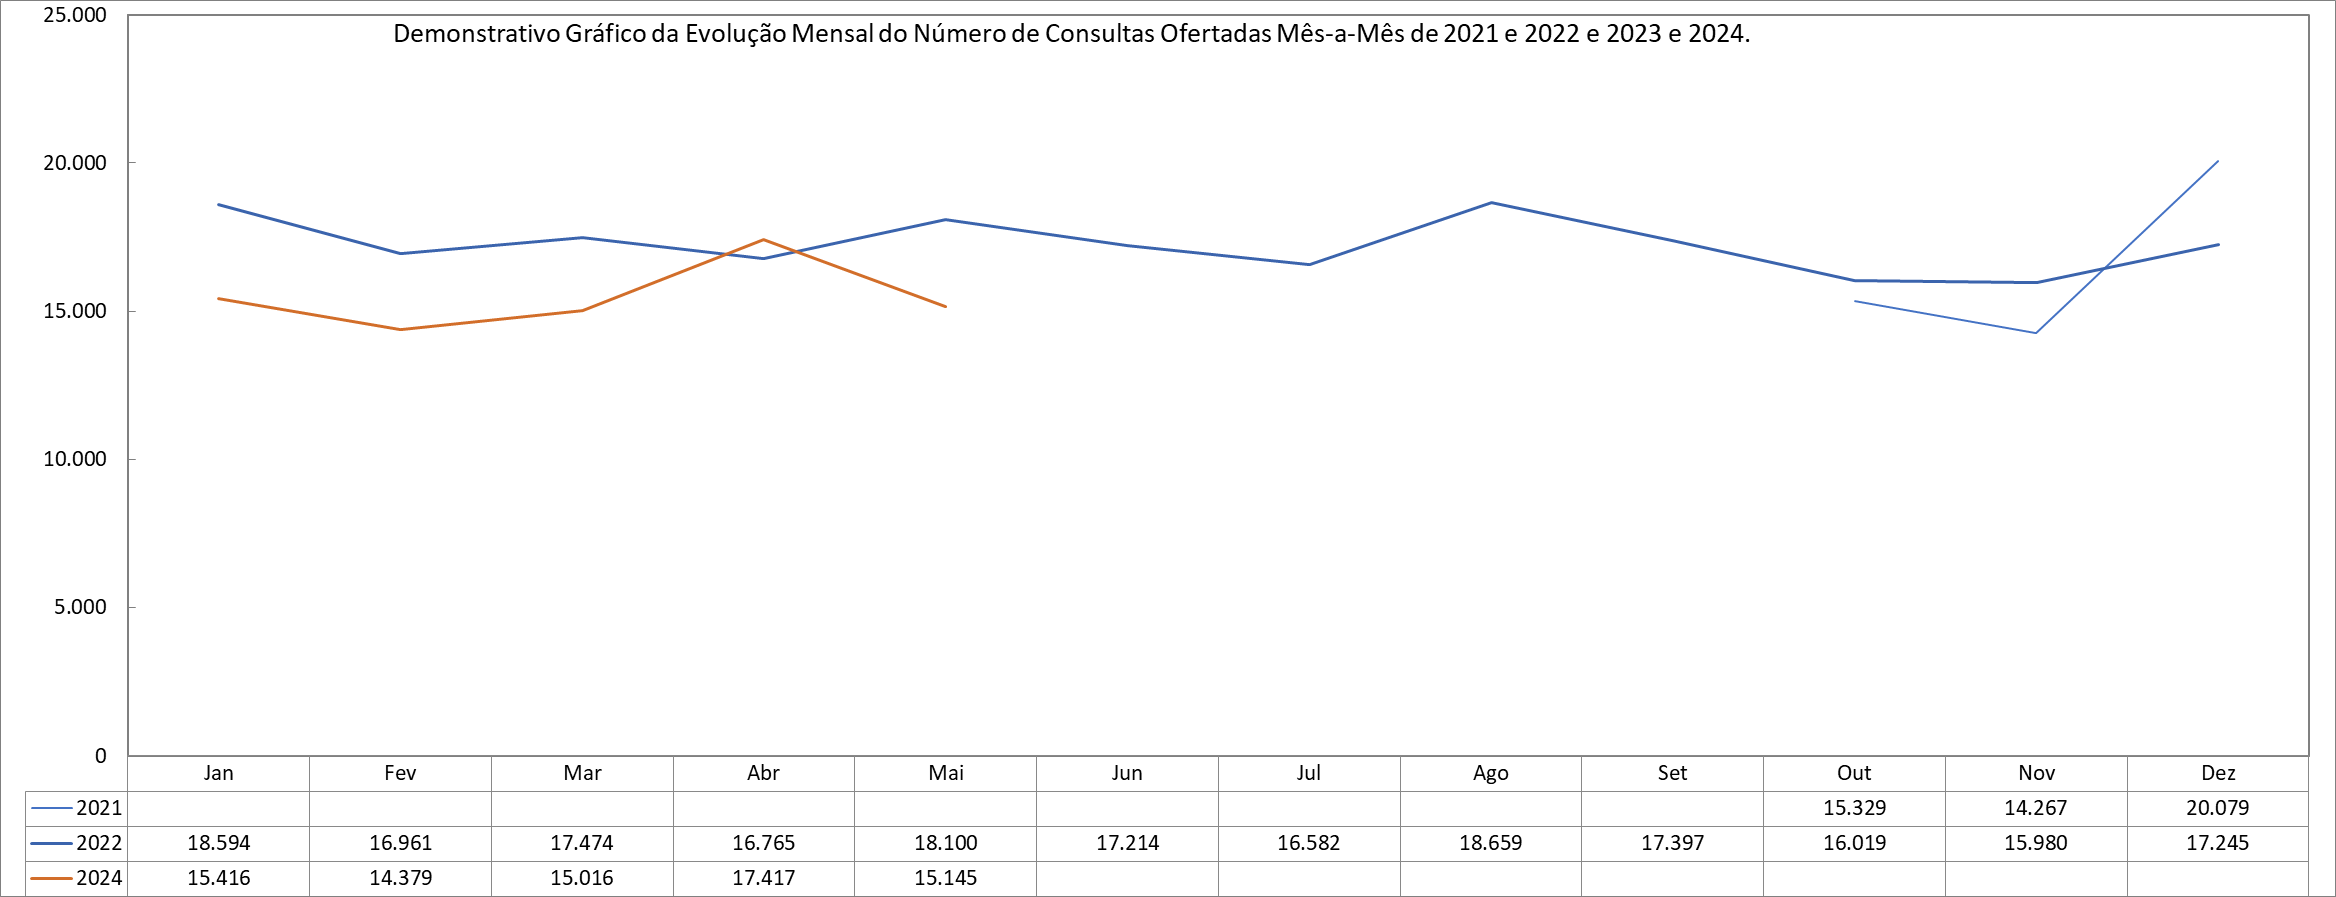 Demonstrativo Gráfico da Evolução Mensal do Número de Consultas Ofertadas Mês-a-Mês de 2021 e 2022 e 2023 e 2024.
25.000
20.000
15.000
10.000
5.000
0
Jan Fev Mar Abr Mai Jun Jul Ago Set Out Nov Dez
2021 15.329 14.267 20.079
2022 18.594 16.961 17.474 16.765 18.100 17.214 16.582 18.659 17.397 16.019 15.980 17.245
2024 15.416 14.379 15.016 17.417 15.145